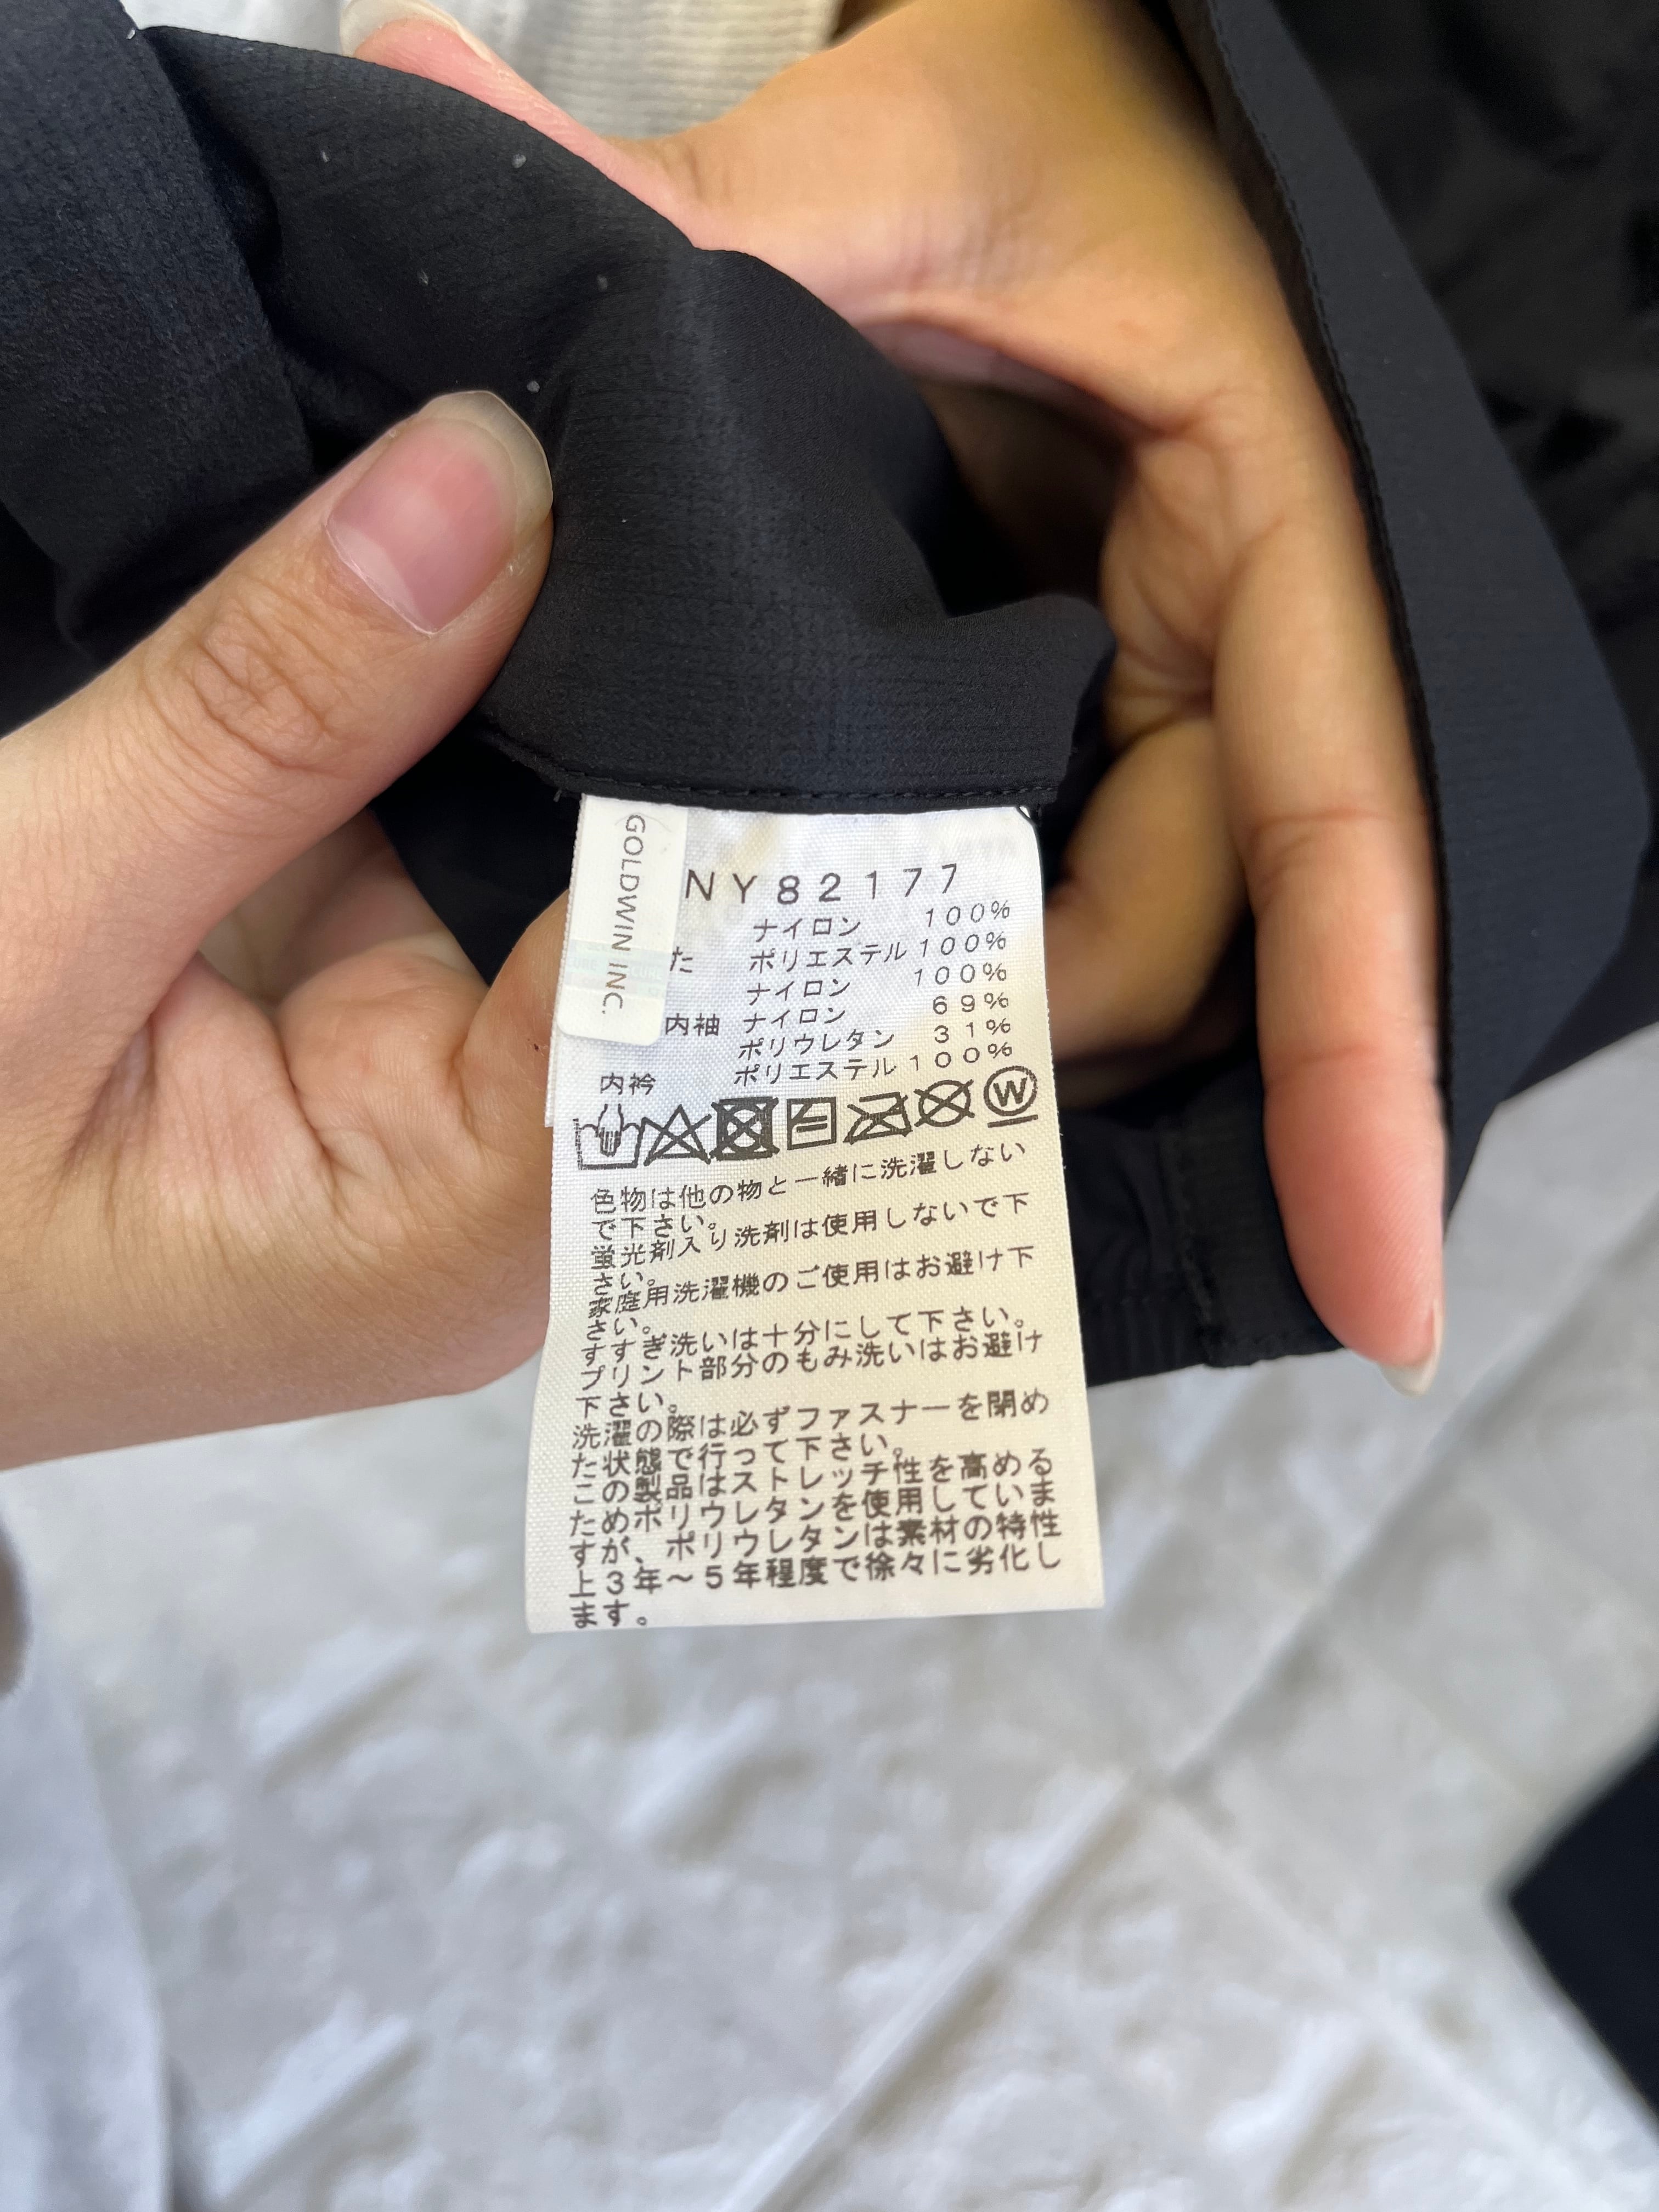 GOLDWIN INC.
NY82177
ナイロン 100%
た ポリエステル 100%
ナイロン 100%
内袖 ナイロン 69%
ポリウレタン 31%
内衿 ポリエステル 100%
W
色物は他の物と一緒に洗濯しない
で下さい。
蛍光剤入り洗剤は使用しないで下
さい。
家庭用洗濯機のご使用はお避け下
さい。
すすぎ洗いは十分にして下さい。
プリント部分のもみ洗いはお避け
下さい。
洗濯の際は必ずファスナーを閉め
た状態で行って下さい。
この製品はストレッチ性を高める
ためポリウレタンを使用していま
すが、ポリウレタンは素材の特性
上3年～5年程度で徐々に劣化し
ます。